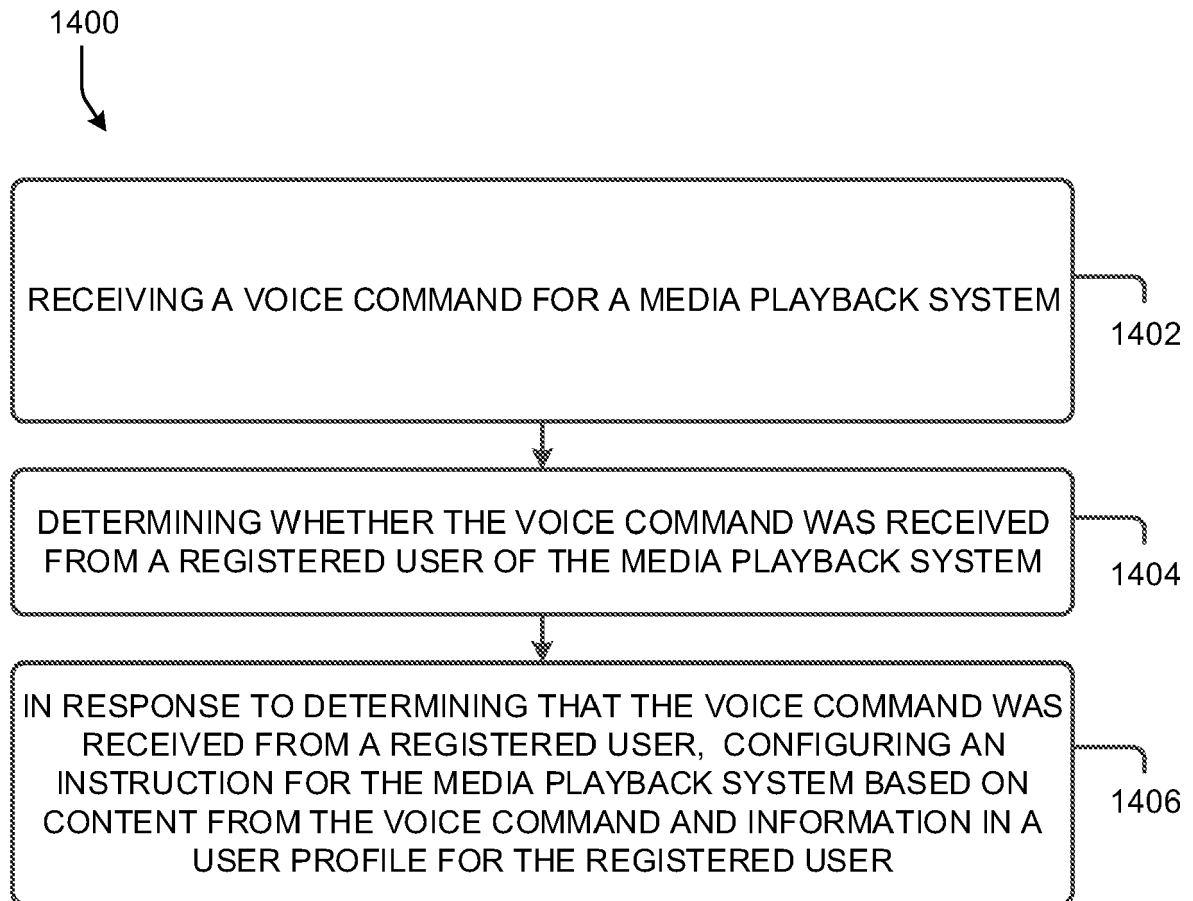 1400
RECEIVING A VOICE COMMAND FOR A MEDIA PLAYBACK SYSTEM
1402
DETERMINING WHETHER THE VOICE COMMAND WAS RECEIVED
FROM A REGISTERED USER OF THE MEDIA PLAYBACK SYSTEM
1404
IN RESPONSE TO DETERMINING THAT THE VOICE COMMAND WAS
RECEIVED FROM A REGISTERED USER, CONFIGURING AN
INSTRUCTION FOR THE MEDIA PLAYBACK SYSTEM BASED ON
CONTENT FROM THE VOICE COMMAND AND INFORMATION IN A
USER PROFILE FOR THE REGISTERED USER
1406